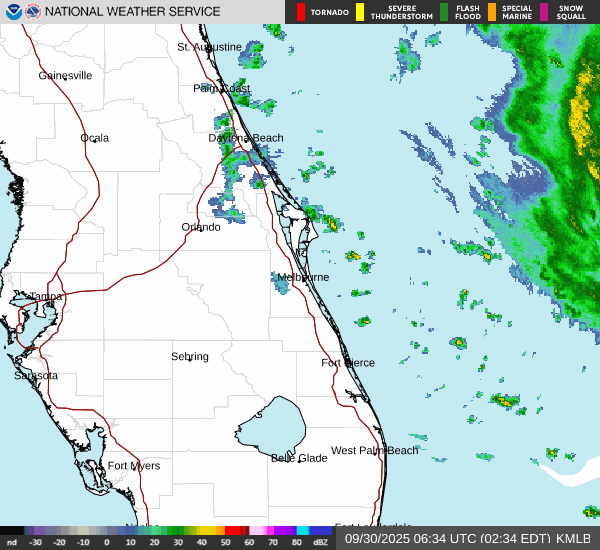 NATIONAL WEATHER SERVICE
TORNADO
SEVERE THUNDERSTORM
FLASH FLOOD
SPECIAL MARINE
SNOW SQUALL
St. Augustine
Gainesville
Palm Coast
Ocala
Daytona Beach
Orlando
Melbourne
Tampa
Sebring
Fort Pierce
Sarasota
West Palm Beach
Belle Glade
Fort Myers
nd -30 -20 -10 0 10 20 30 40 50 60 70 80 dBZ
09/30/2025 06:34 UTC (02:34 EDT) KMLB